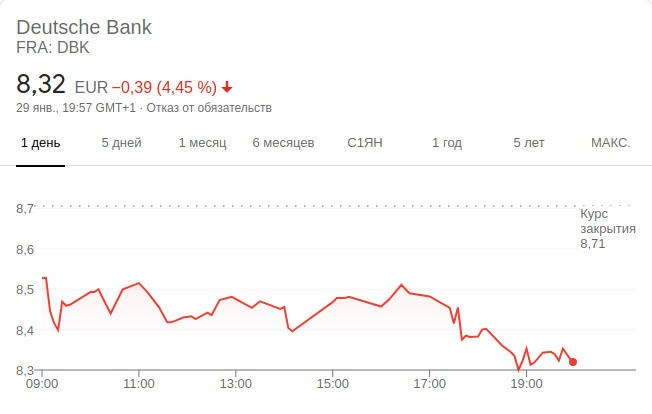 Deutsche Bank
FRA: DBK
8,32 EUR −0,39 (4,45 %)
29 янв., 19:57 GMT+1 · Отказ от обязательств
1 день 5 дней 1 месяц 6 месяцев С1ЯН 1 год 5 лет МАКС.
8,7
Курс
закрытия
8,71
8,6
8,5
8,4
8,3
09:00 11:00 13:00 15:00 17:00 19:00